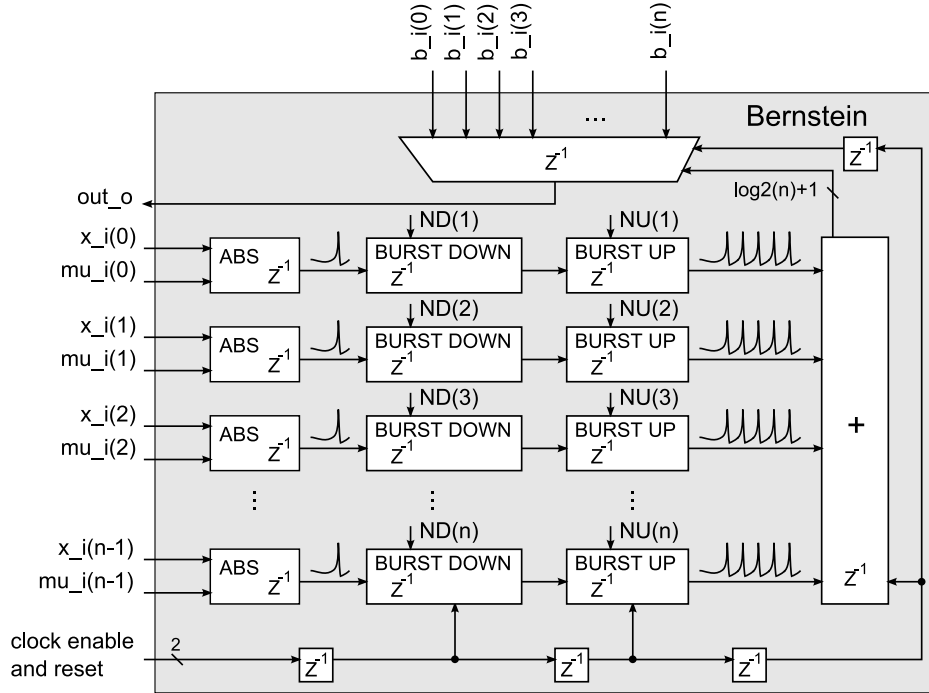 b_i(0)
b_i(1)
b_i(2)
b_i(3)
...
b_i(n)
Bernstein
Z⁻¹
Z⁻¹
log2(n)+1
out_o
x_i(0)
mu_i(0)
ABS
Z⁻¹
ND(1)
BURST DOWN
Z⁻¹
NU(1)
BURST UP
Z⁻¹
x_i(1)
mu_i(1)
ABS
Z⁻¹
ND(2)
BURST DOWN
Z⁻¹
NU(2)
BURST UP
Z⁻¹
x_i(2)
mu_i(2)
ABS
Z⁻¹
ND(3)
BURST DOWN
Z⁻¹
NU(3)
BURST UP
Z⁻¹
+
...
...
...
x_i(n-1)
mu_i(n-1)
ABS
Z⁻¹
ND(n)
BURST DOWN
Z⁻¹
NU(n)
BURST UP
Z⁻¹
Z⁻¹
clock enable
and reset
2
Z⁻¹
Z⁻¹
Z⁻¹